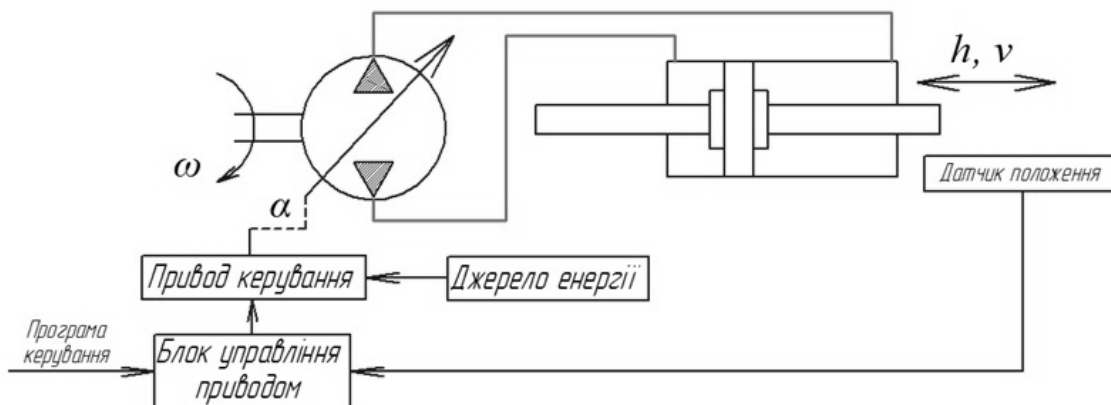 h, v
ω
Датчик положення
α
Привод керування
Джерело енергії
Програма
керування
Блок управління
приводом